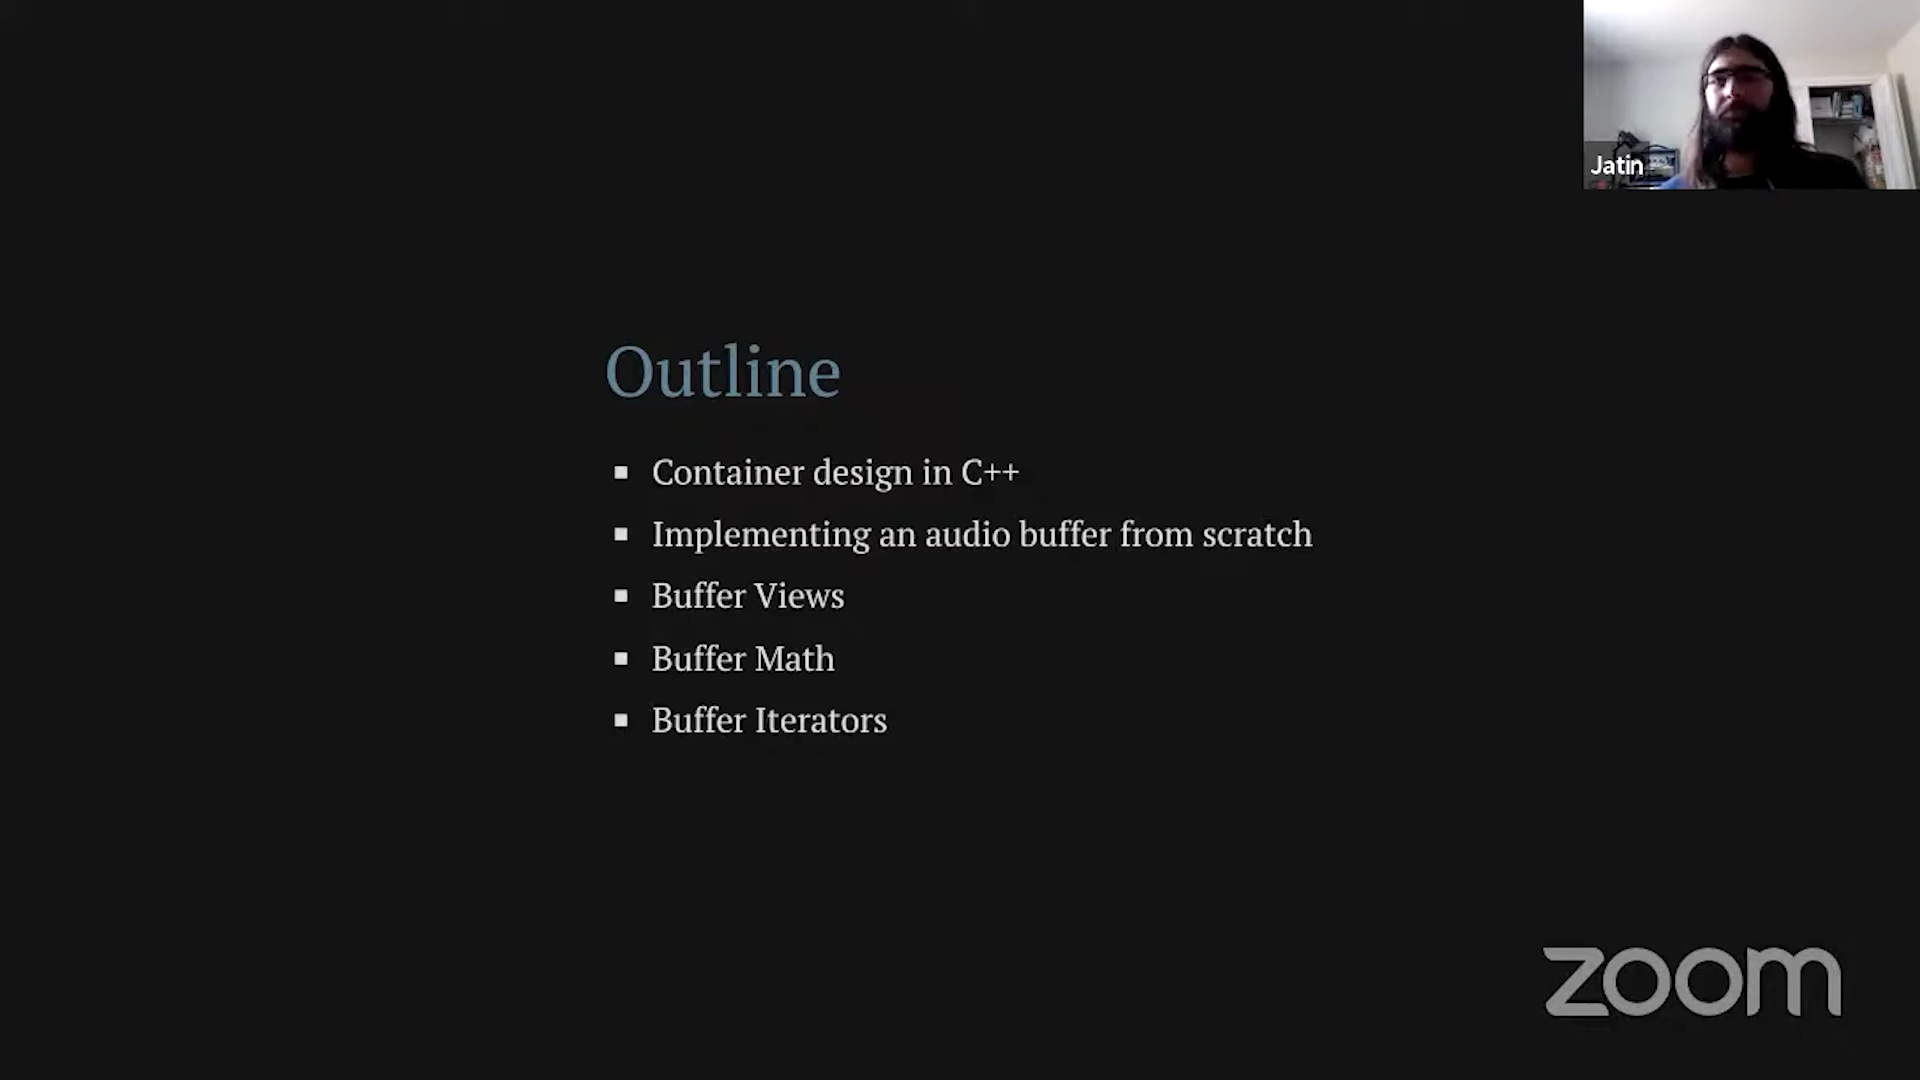 Jatin
Outline
▪ Container design in C++
▪ Implementing an audio buffer from scratch
▪ Buffer Views
▪ Buffer Math
▪ Buffer Iterators
zoom